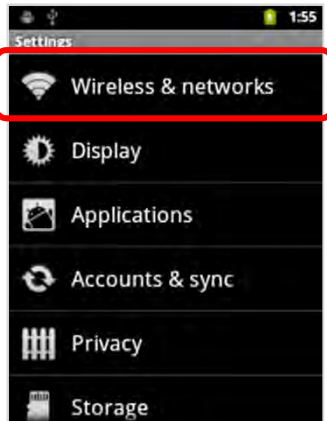 1:55
Settings
Wireless & networks
Display
Applications
Accounts & sync
Privacy
Storage